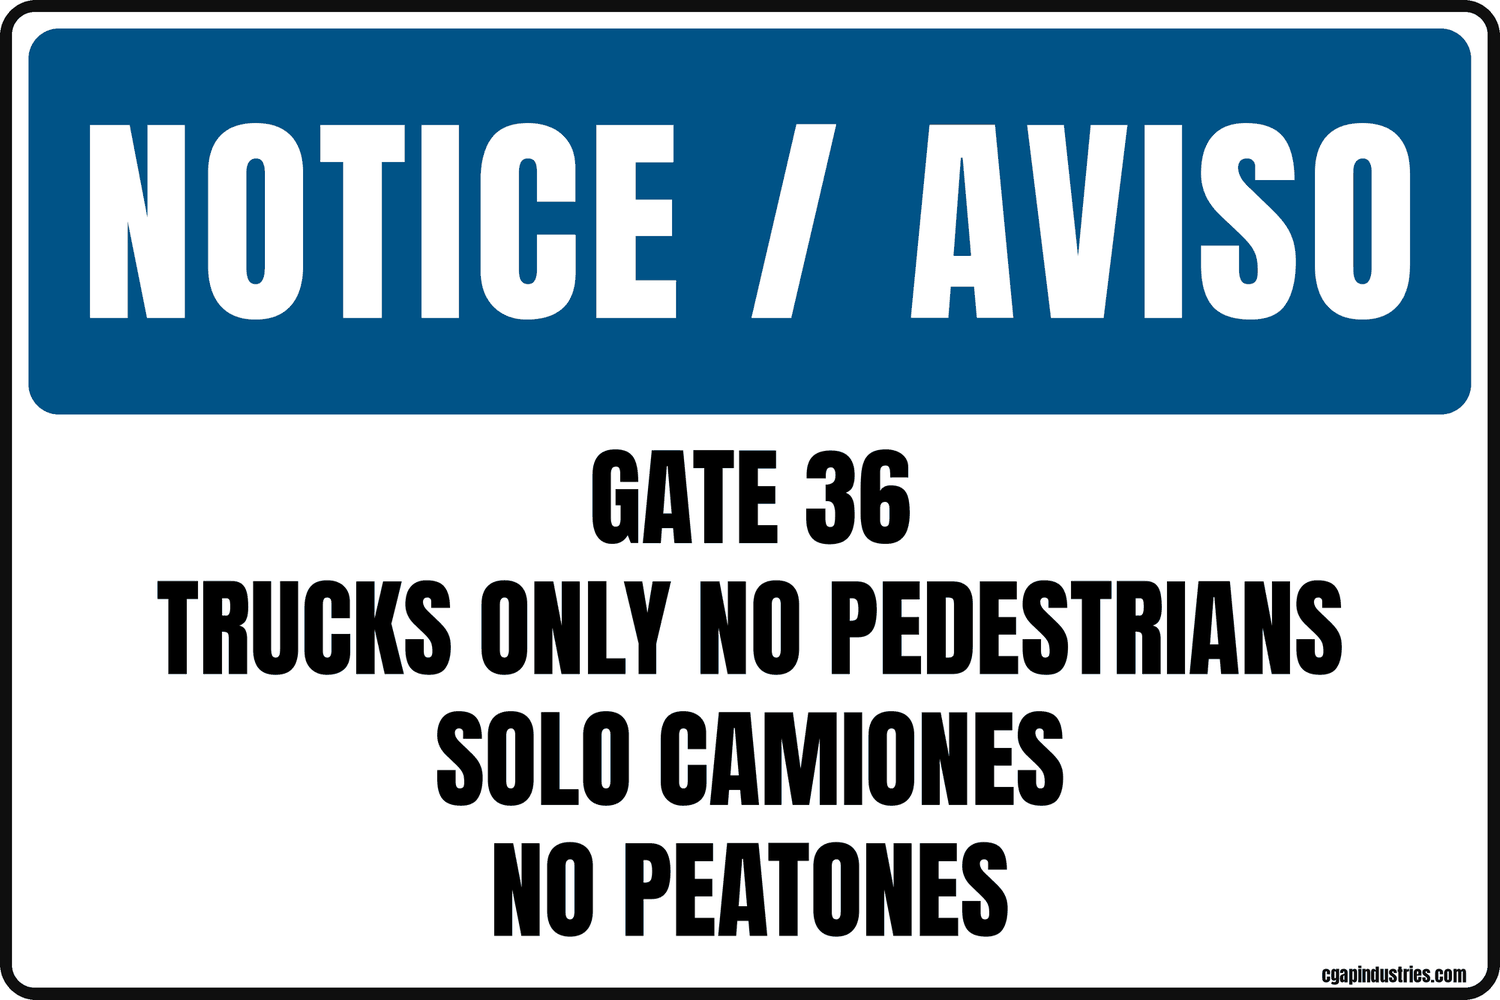 NOTICE / AVISO
GATE 36
TRUCKS ONLY NO PEDESTRIANS
SOLO CAMIONES
NO PEATONES
cgapindustries.com